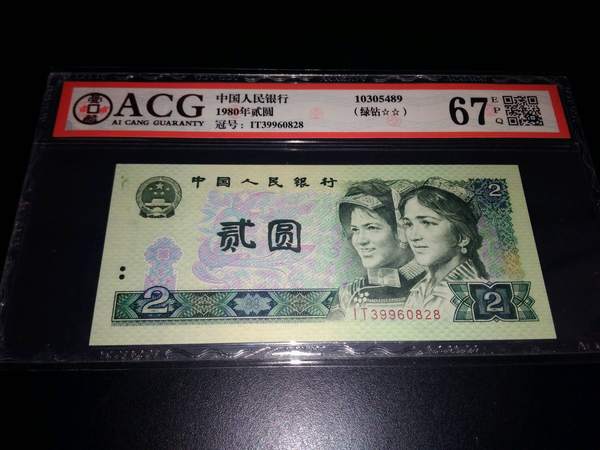 ACG
AI CANG GUARANTY
中国人民银行
1980年贰圆
冠号：IT39960828
10305489
（绿钻☆☆）
67
E
P
Q
中国人民银行
贰圆
2
2
2
IT39960828